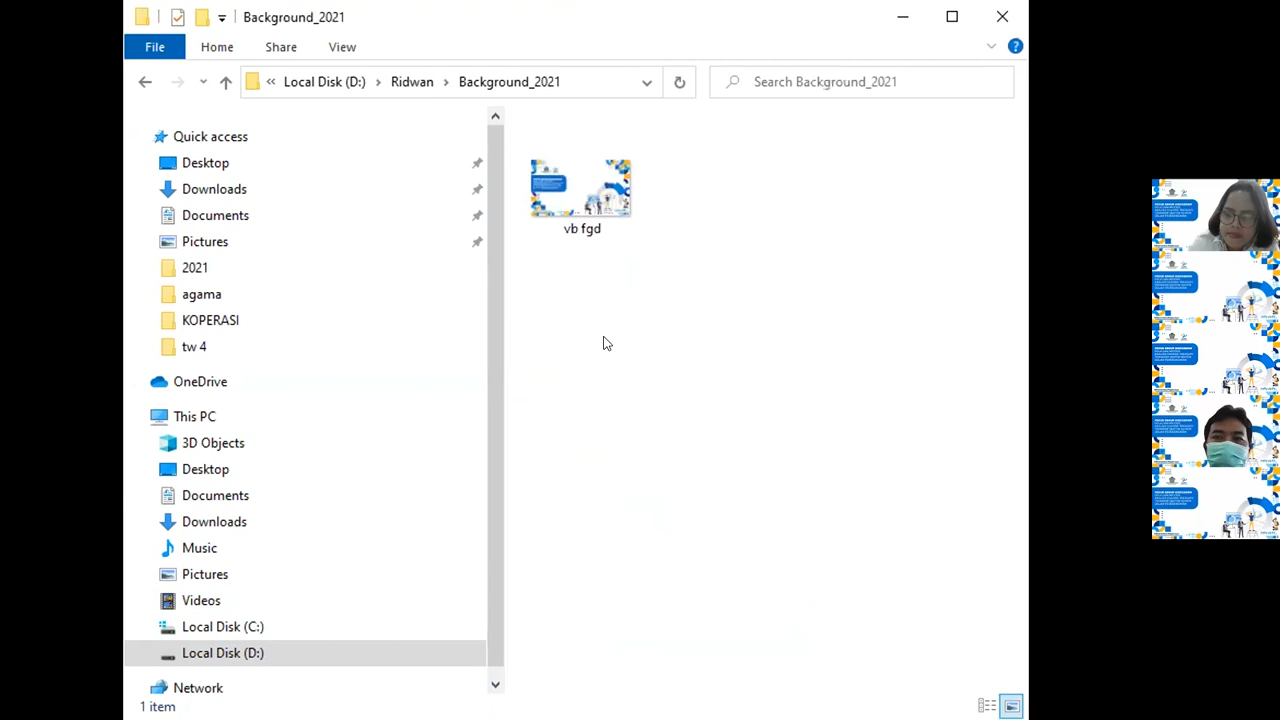 Background_2021
File
Home
Share
View
Local Disk (D:)
Ridwan
Background_2021
Search Background_2021
Quick access
Desktop
Downloads
Documents
Pictures
2021
agama
KOPERASI
tw 4
OneDrive
This PC
3D Objects
Desktop
Documents
Downloads
Music
Pictures
Videos
Local Disk (C:)
Local Disk (D:)
Network
1 item
vb fgd